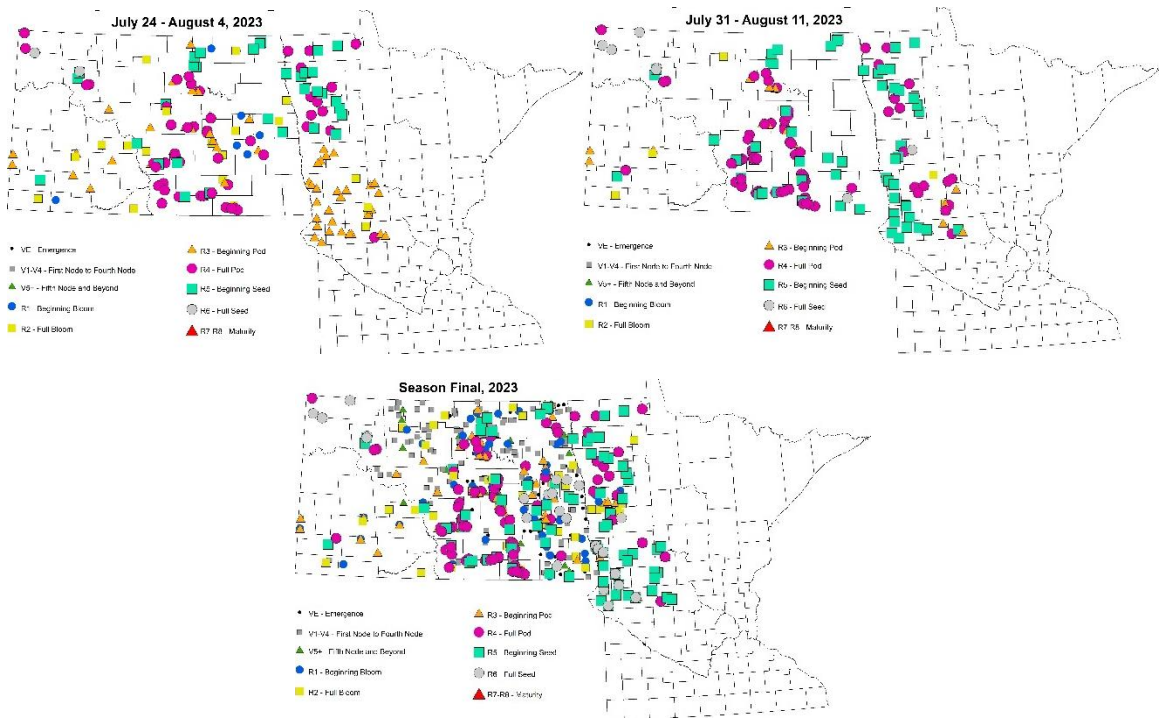 July 24 - August 4, 2023
VE - Emergence
V1-V4 - First Node to Fourth Node
V5+ - Fifth Node and Beyond
R1 - Beginning Bloom
R2 - Full Bloom
R3 - Beginning Pod
R4 - Full Pod
R5 - Beginning Seed
R6 - Full Seed
R7-R8 - Maturity
July 31 - August 11, 2023
VE - Emergence
V1-V4 - First Node to Fourth Node
V5+ - Fifth Node and Beyond
R1 - Beginning Bloom
R2 - Full Bloom
R3 - Beginning Pod
R4 - Full Pod
R5 - Beginning Seed
R6 - Full Seed
R7-R8 - Maturity
Season Final, 2023
VE - Emergence
V1-V4 - First Node to Fourth Node
V5+ - Fifth Node and Beyond
R1 - Beginning Bloom
R2 - Full Bloom
R3 - Beginning Pod
R4 - Full Pod
R5 - Beginning Seed
R6 - Full Seed
R7-R8 - Maturity